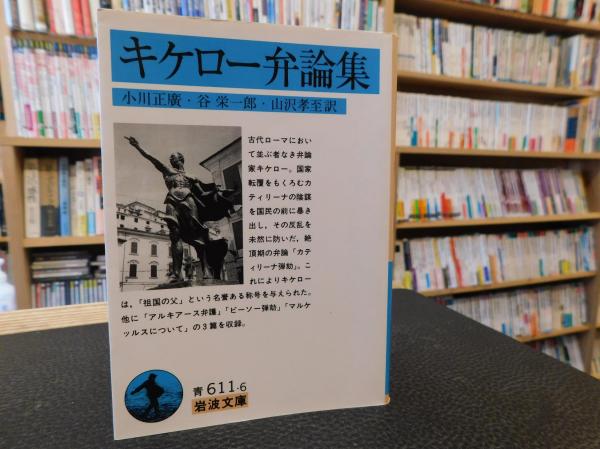 キケロー弁論集
小川正廣・谷 栄一郎・山沢孝至訳
古代ローマにおい
て並ぶ者なき弁論
家キケロー。国家
転覆をもくろむカ
ティリーナの陰謀
を国民の前に暴き
出し，その反乱を
未然に防いだ，絶
頂期の弁論「カテ
ィリーナ弾劾」。こ
れによりキケロー
は，「祖国の父」という名誉ある称号を与えられた。
他に「アルキアース弁護」「ピーソー弾劾」「マルケ
ッルスについて」の3篇を収録。
青 611-6
岩波文庫